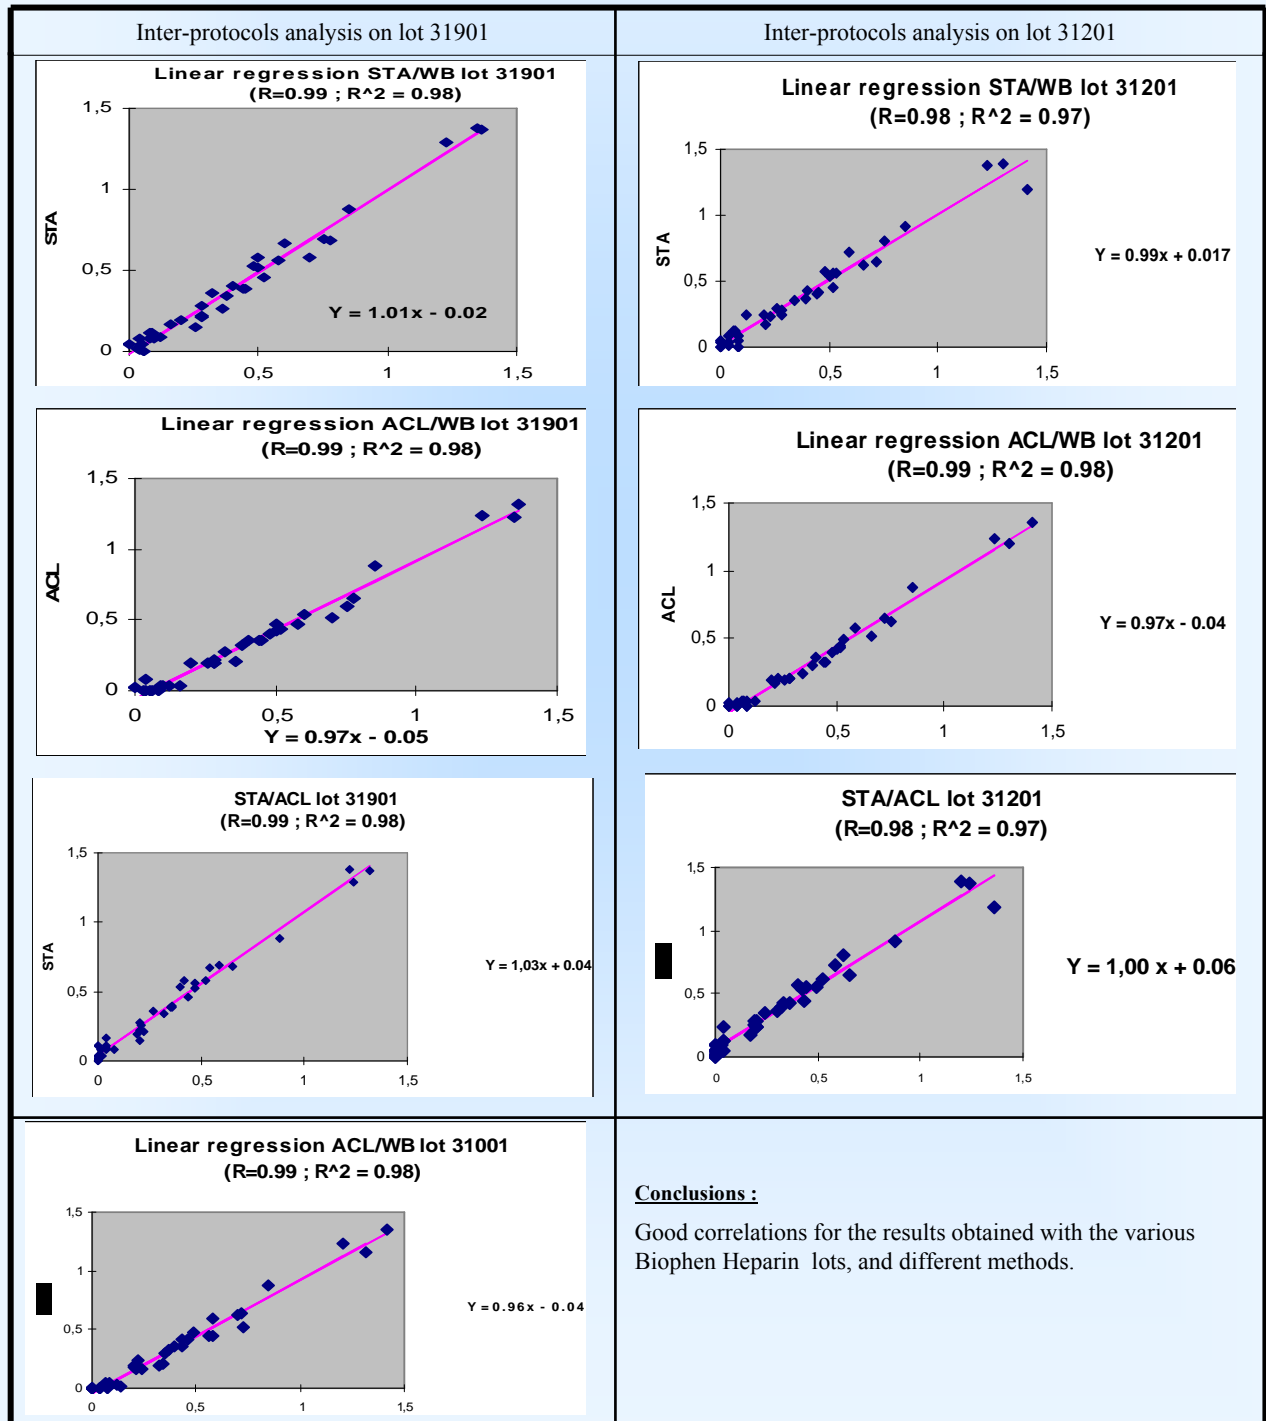 Inter-protocols analysis on lot 31901
Linear regression STA/WB lot 31901
(R=0.99 ; R^2 = 0.98)
1,5
1
0,5
0
STA
Y = 1.01x - 0.02
0 0,5 1 1,5
Linear regression ACL/WB lot 31901
(R=0.99 ; R^2 = 0.98)
1,5
1
0,5
0
ACL
0 0,5 1 1,5
Y = 0.97x - 0.05
STA/ACL lot 31901
(R=0.99 ; R^2 = 0.98)
1,5
1
0,5
0
STA
Y = 1,03x + 0.04
0 0,5 1 1,5
Inter-protocols analysis on lot 31201
Linear regression STA/WB lot 31201
(R=0.98 ; R^2 = 0.97)
1,5
1
0,5
0
STA
Y = 0.99x + 0.017
0 0,5 1 1,5
Linear regression ACL/WB lot 31201
(R=0.99 ; R^2 = 0.98)
1,5
1
0,5
0
ACL
Y = 0.97x - 0.04
0 0,5 1 1,5
STA/ACL lot 31201
(R=0.98 ; R^2 = 0.97)
1,5
1
0,5
0
Y = 1,00 x + 0.06
0 0,5 1 1,5
Linear regression ACL/WB lot 31001
(R=0.99 ; R^2 = 0.98)
1,5
1
0,5
0
Y = 0.96x - 0.04
0 0,5 1 1,5
Conclusions :
Good correlations for the results obtained with the various
Biophen Heparin lots, and different methods.